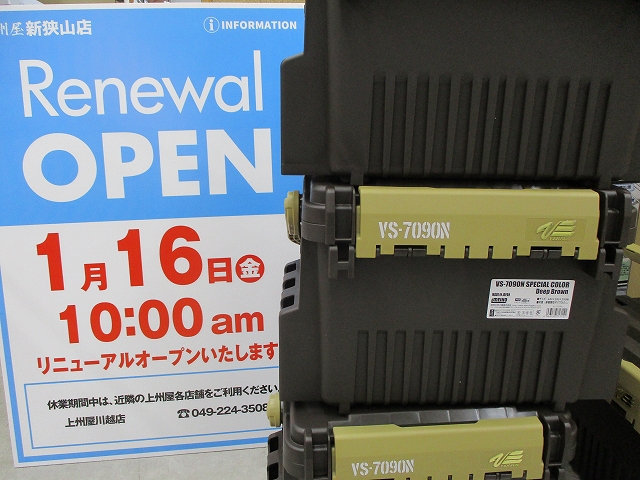 州屋 新狭山店
i INFORMATION
Renewal
OPEN
1月16日金
10:00 am
リニューアルオープンいたします
休業期間中は、近隣の上州屋各店舗をご利用ください。
上州屋川越店 ☎049-224-3508
VS-7090N
VS-7090N SPECIAL COLOR
Deep Brown
VS-7090N